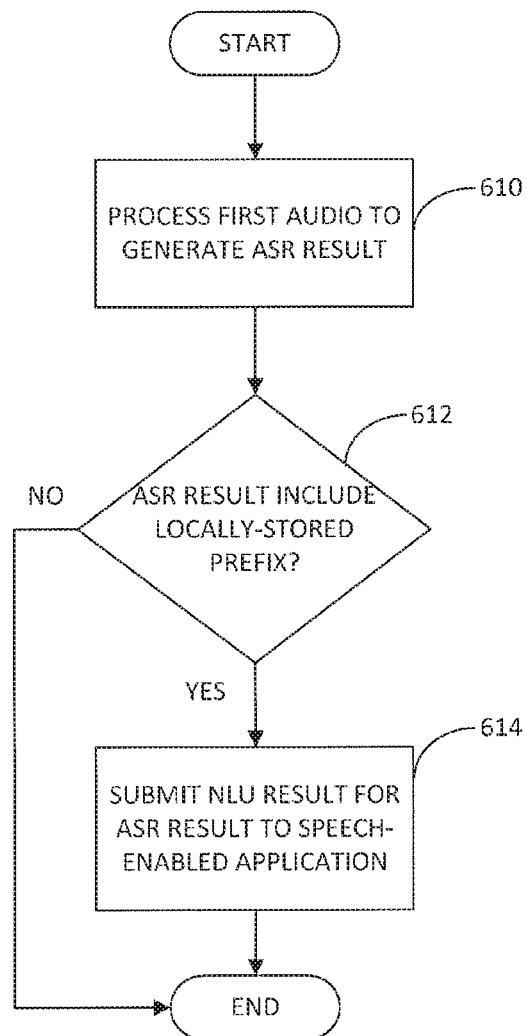 START
PROCESS FIRST AUDIO TO
GENERATE ASR RESULT
610
612
ASR RESULT INCLUDE
LOCALLY-STORED
PREFIX?
NO
YES
614
SUBMIT NLU RESULT FOR
ASR RESULT TO SPEECH-
ENABLED APPLICATION
END